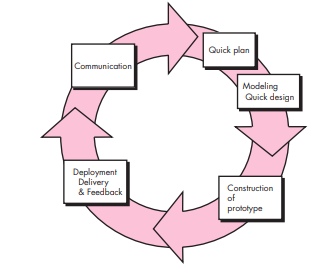 Communication
Quick plan
Modeling
Quick design
Construction
of
prototype
Deployment
Delivery
& Feedback